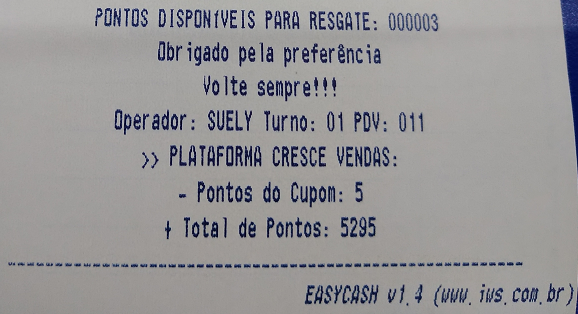 PONTOS DISPONíVEIS PARA RESGATE: 000003
Obrigado pela preferência
Volte sempre!!!
Operador: SUELY Turno: 01 PDV: 011
>> PLATAFORMA CRESCE VENDAS:
- Pontos do Cupom: 5
+ Total de Pontos: 5295
EASYCASH v1.4 (www.iws.com.br)